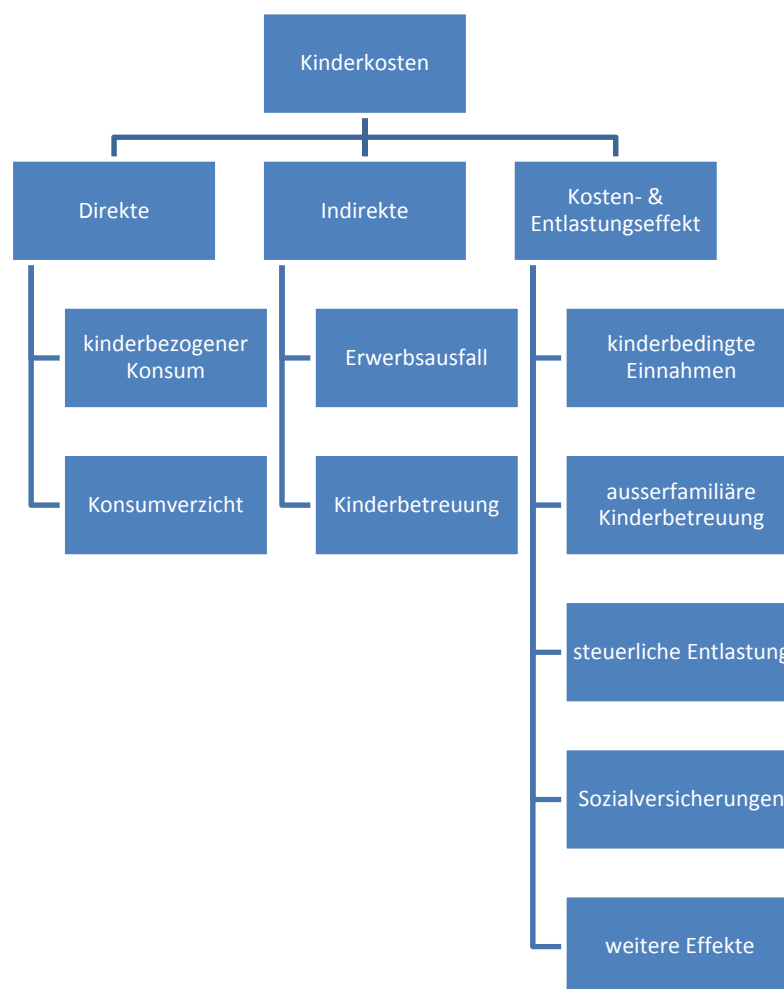 Kinderkosten
Direkte
kinderbezogener
Konsum
Konsumverzicht
Indirekte
Erwerbsausfall
Kinderbetreuung
Kosten- &
Entlastungseffekt
kinderbedingte
Einnahmen
ausserfamiliäre
Kinderbetreuung
steuerliche Entlastung
Sozialversicherungen
weitere Effekte